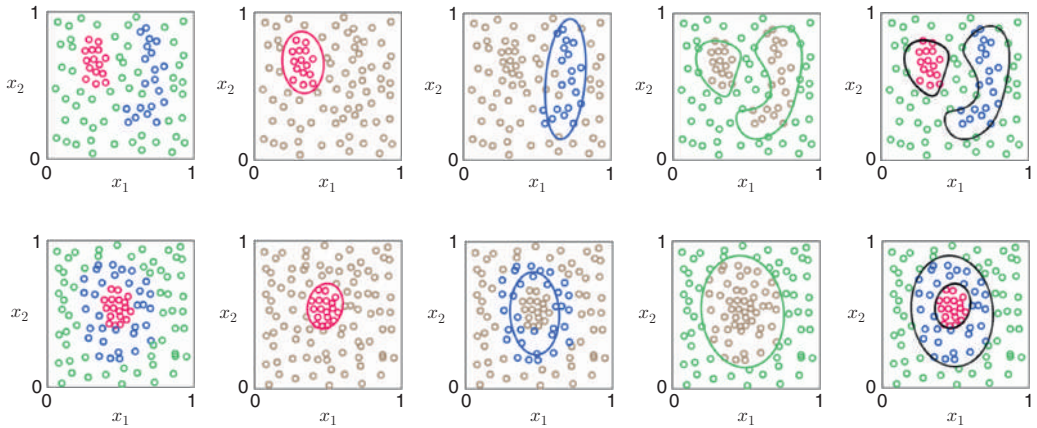 1 1 1 1 1
x₂ x₂ x₂ x₂ x₂
0 0 0 0 0
0 1 0 1 0 1 0 1 0 1
x₁ x₁ x₁ x₁ x₁
1 1 1 1 1
x₂ x₂ x₂ x₂ x₂
0 0 0 0 0
0 1 0 1 0 1 0 1 0 1
x₁ x₁ x₁ x₁ x₁